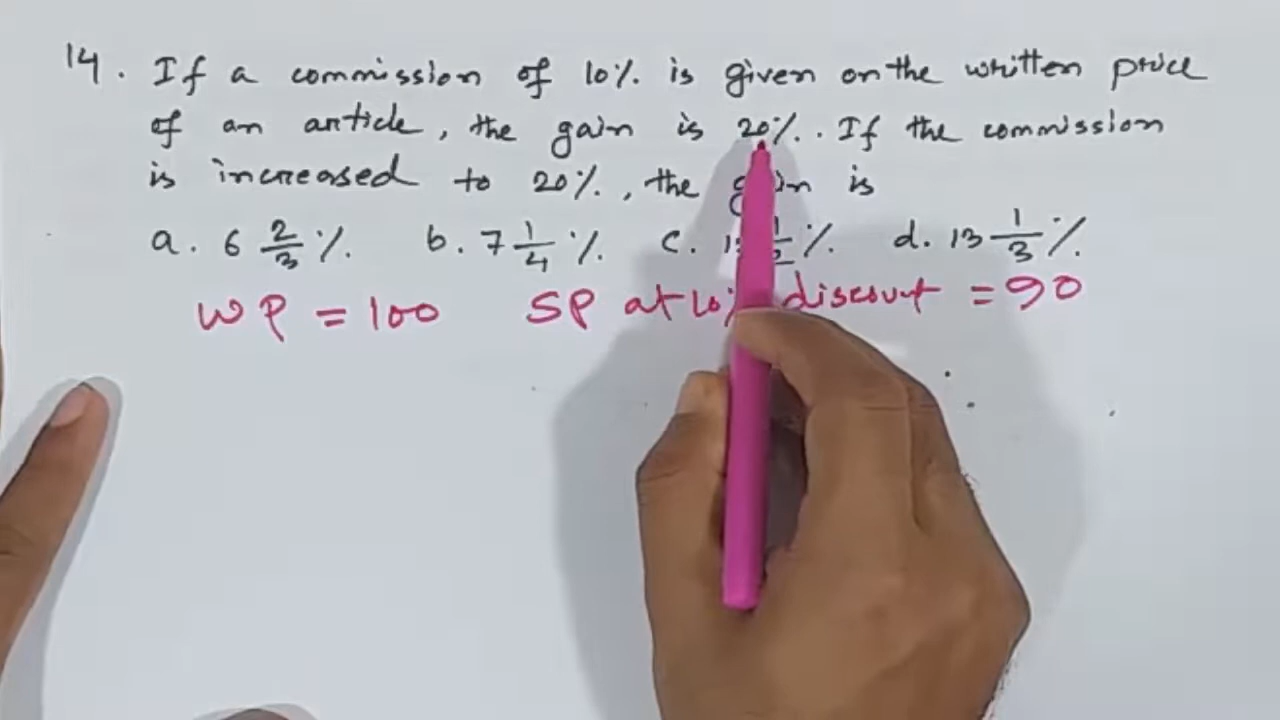 14. If a commission of 10% is given on the written price
of an article, the gain is 20%. If the commission
is increased to 20%, the gain is
a. 6 2/3 %. b. 7 1/4 %. c. % d. 13 1/3 %.
WP = 100 SP at 10% discount = 90